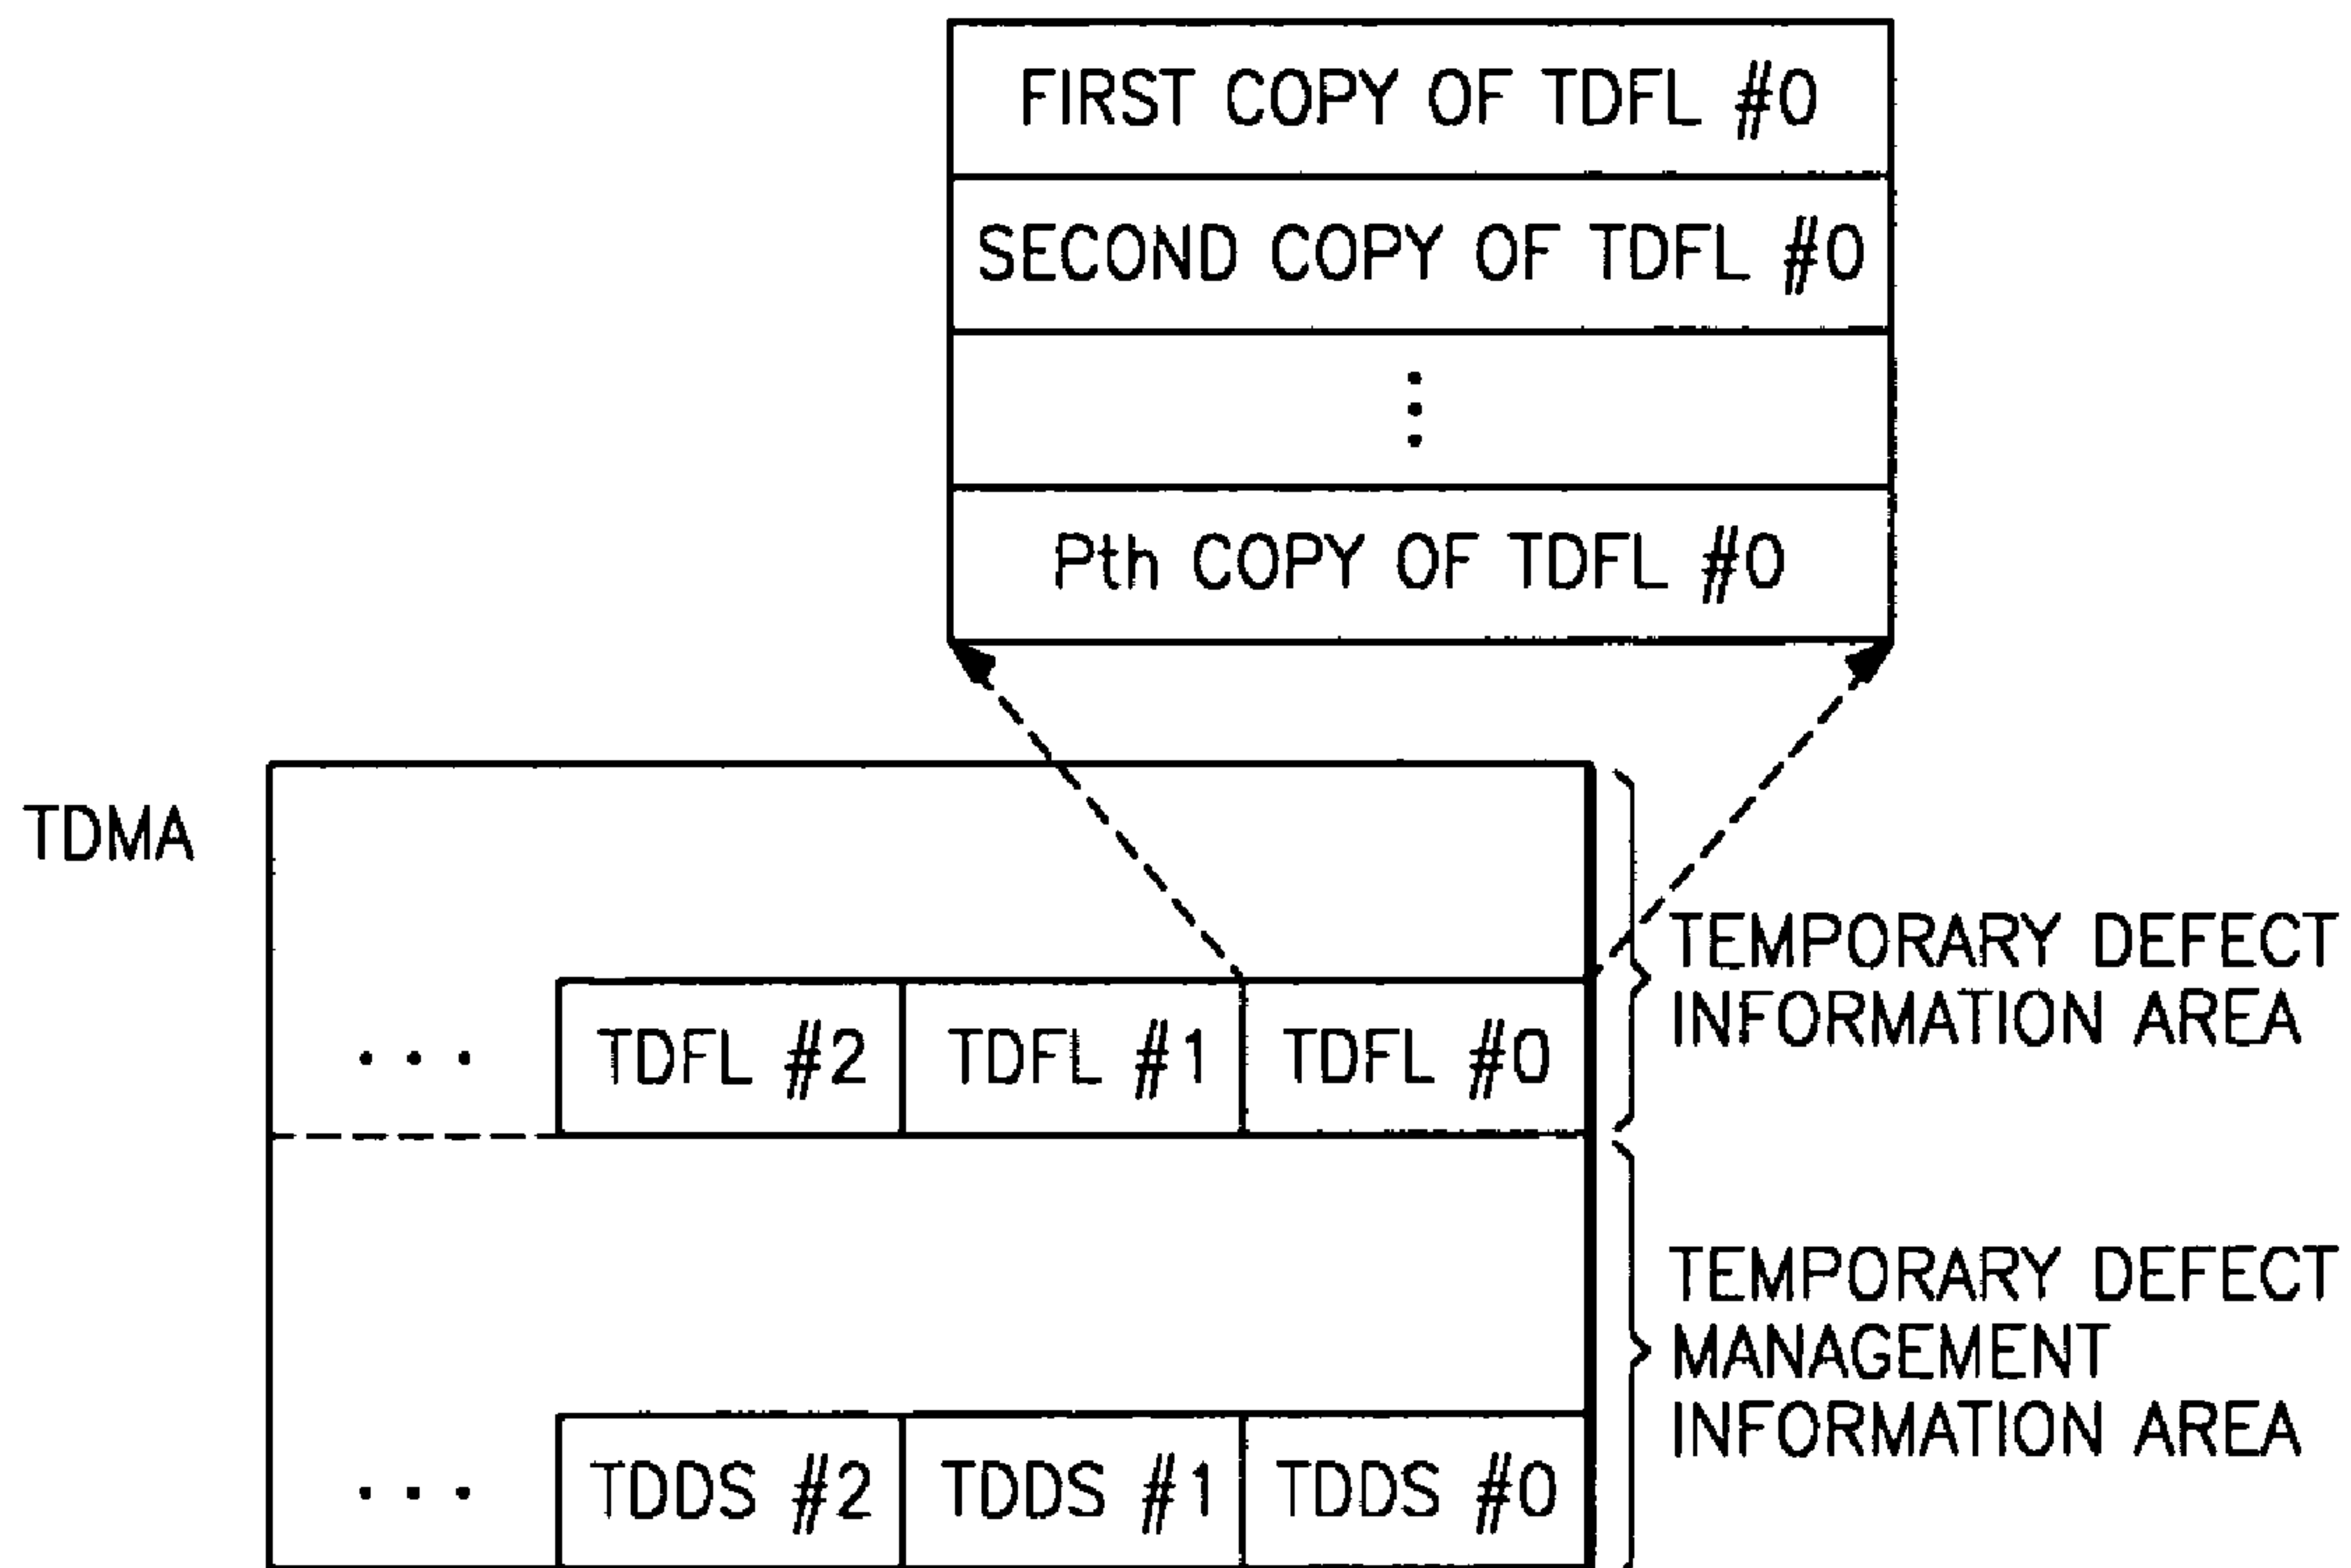 FIRST COPY OF TDFL #0
SECOND COPY OF TDFL #0
⋮
Pth COPY OF TDFL #0
TDMA
TEMPORARY DEFECT
INFORMATION AREA
... TDFL #2 TDFL #1 TDFL #0
TEMPORARY DEFECT
MANAGEMENT
INFORMATION AREA
... TDDS #2 TDDS #1 TDDS #0